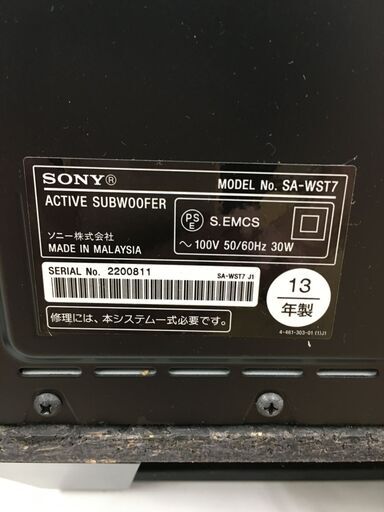 SONY® MODEL No. SA-WST7
ACTIVE SUBWOOFER
PS E S.EMCS
ソニー株式会社
MADE IN MALAYSIA
～ 100V 50/60Hz 30W
SERIAL No. 2200811
SA-WST7 J1
13
年製
修理には、本システム一式必要です。
4-461-303-01 (1)J1